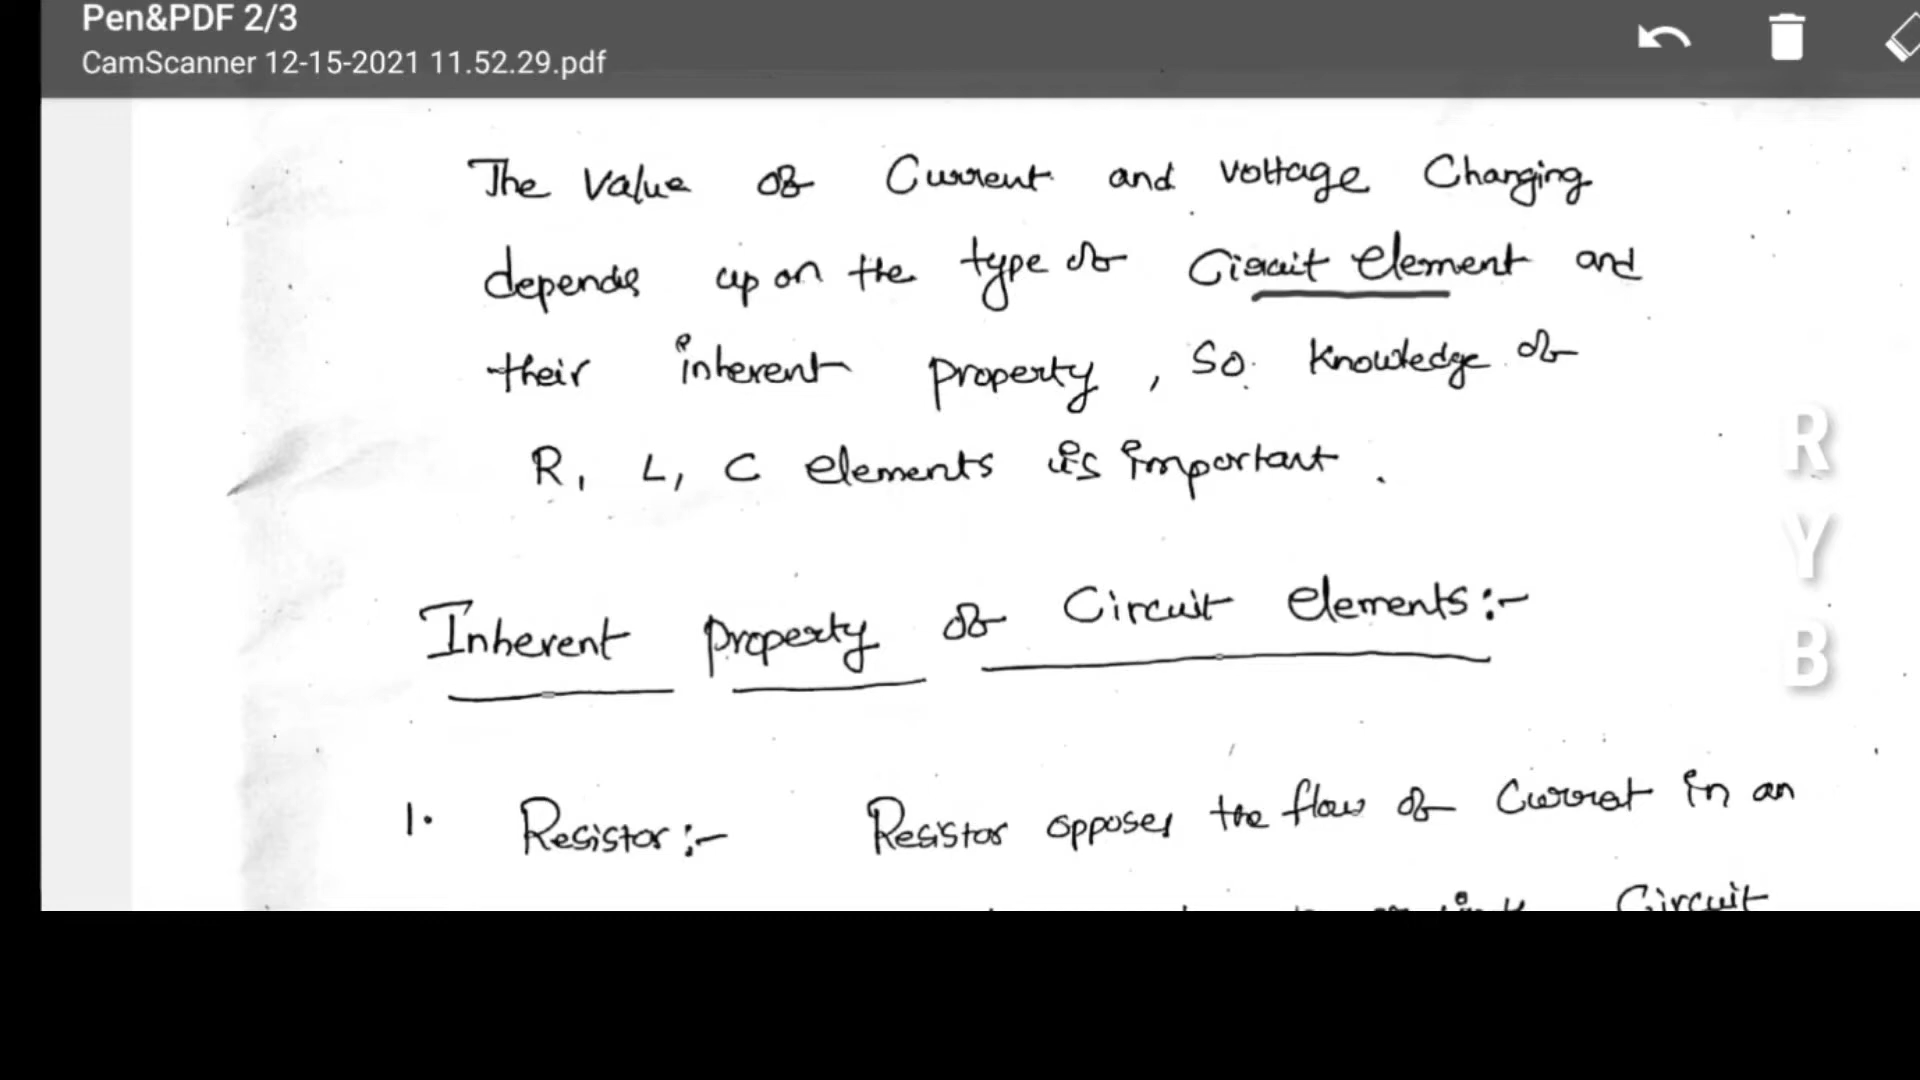 Pen&PDF 2/3
CamScanner 12-15-2021 11.52.29.pdf
The Value of Current and voltage Changing
depends upon the type of Circuit element and
their inherent property, So Knowledge of
R, L, C elements is important.
Inherent property of Circuit elements:-
1. Resistor:- Resistor opposes the flow of Current in an
Circuit
R
Y
B